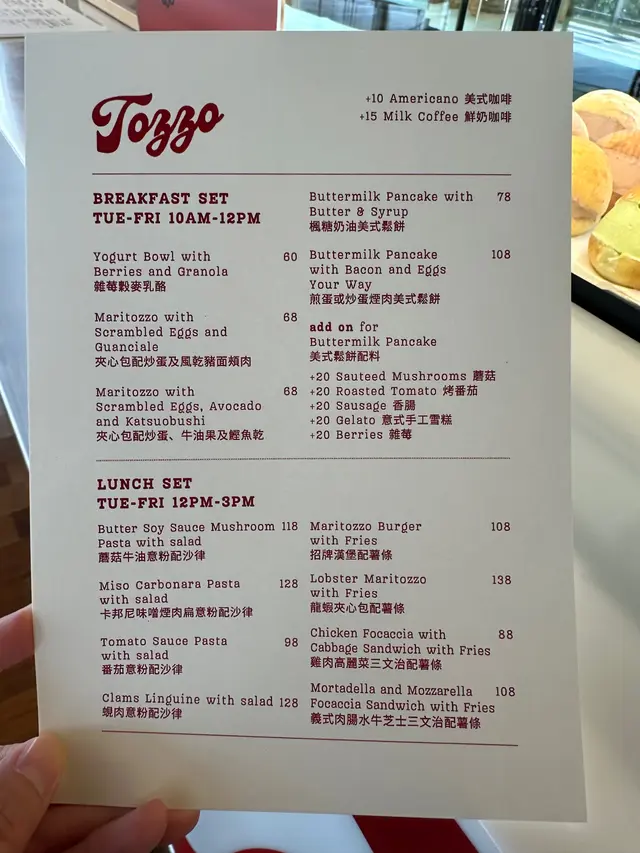 Tozzo
+10 Americano 美式咖啡
+15 Milk Coffee 鮮奶咖啡
BREAKFAST SET
TUE-FRI 10AM-12PM
Yogurt Bowl with 60
Berries and Granola
雜莓穀麥乳酪
Maritozzo with 68
Scrambled Eggs and
Guanciale
夾心包配炒蛋及風乾豬面頰肉
Maritozzo with 68
Scrambled Eggs, Avocado
and Katsuobushi
夾心包配炒蛋、牛油果及鰹魚乾
Buttermilk Pancake with 78
Butter & Syrup
楓糖奶油美式鬆餅
Buttermilk Pancake 108
with Bacon and Eggs
Your Way
煎蛋或炒蛋煙肉美式鬆餅
add on for
Buttermilk Pancake
美式鬆餅配料
+20 Sauteed Mushrooms 蘑菇
+20 Roasted Tomato 烤番茄
+20 Sausage 香腸
+20 Gelato 意式手工雪糕
+20 Berries 雜莓
LUNCH SET
TUE-FRI 12PM-3PM
Butter Soy Sauce Mushroom 118
Pasta with salad
蘑菇牛油意粉配沙律
Miso Carbonara Pasta 128
with salad
卡邦尼味噌煙肉扁意粉配沙律
Tomato Sauce Pasta 98
with salad
番茄意粉配沙律
Clams Linguine with salad 128
蜆肉意粉配沙律
Maritozzo Burger 108
with Fries
招牌漢堡配薯條
Lobster Maritozzo 138
with Fries
龍蝦夾心包配薯條
Chicken Focaccia with 88
Cabbage Sandwich with Fries
雞肉高麗菜三文治配薯條
Mortadella and Mozzarella 108
Focaccia Sandwich with Fries
義式肉腸水牛芝士三文治配薯條